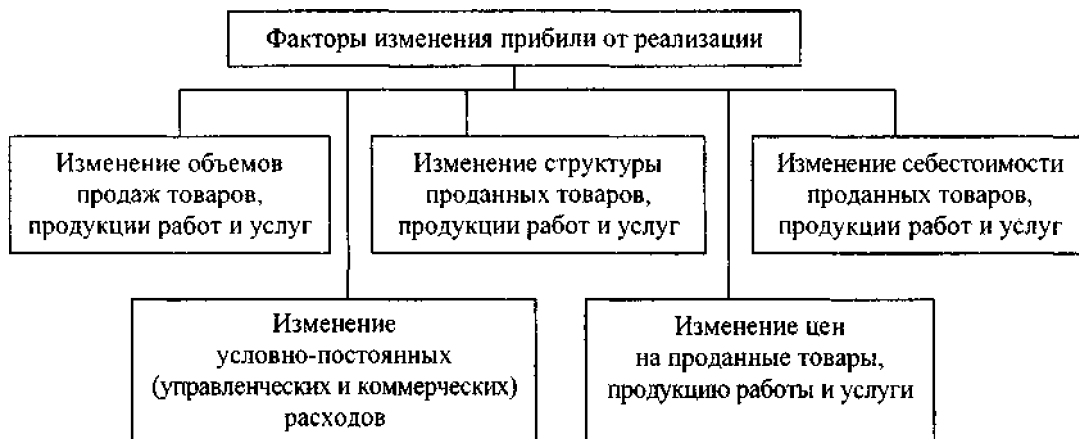 Факторы изменения прибили от реализации
Изменение объемов
продаж товаров,
продукции работ и услуг
Изменение структуры
проданных товаров,
продукции работ и услуг
Изменение себестоимости
проданных товаров,
продукции работ и услуг
Изменение
условно-постоянных
(управленческих и коммерческих)
расходов
Изменение цен
на проданные товары,
продукцию работы и услуги